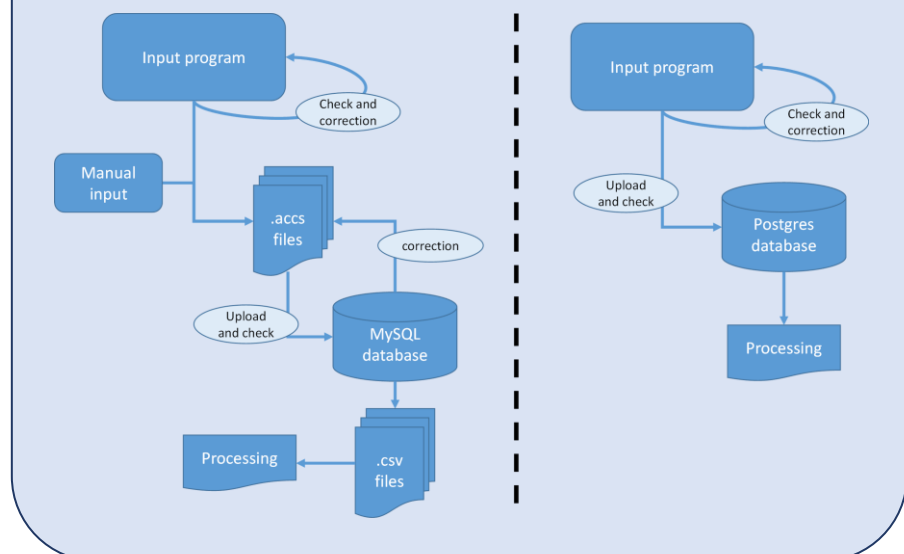 Input program
Check and
correction
Manual
input
.accs
files
correction
Upload
and check
MySQL
database
Processing
.csv
files
Input program
Check and
correction
Upload
and check
Postgres
database
Processing